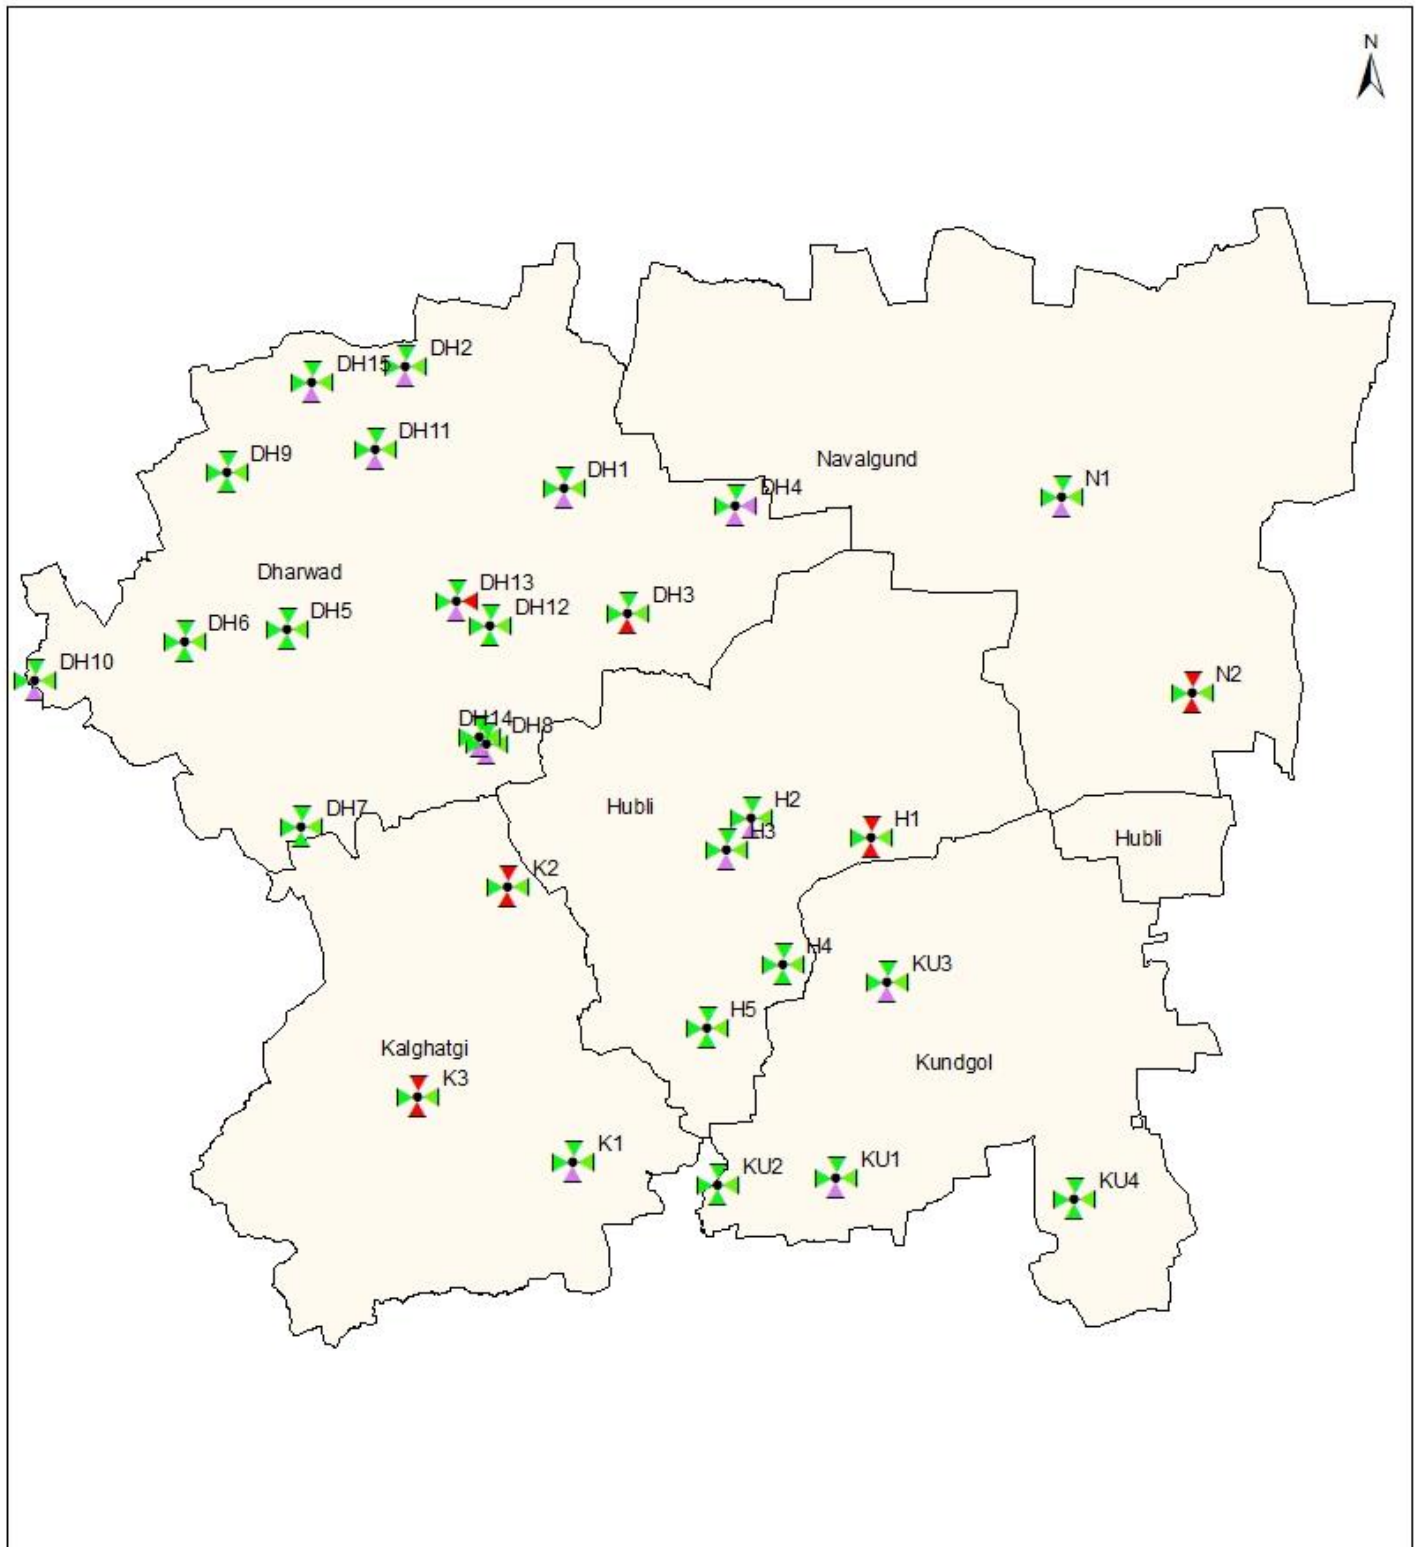 N
DH2
DH15
DH11
DH9
DH1
Navalgund
DH4
N1
Dharwad
DH13
DH12
DH3
DH5
DH6
DH10
N2
DH14
DH8
Hubli
H2
DH7
H3
H1
Hubli
K2
H4
KU3
H5
Kalghatgi
Kundgol
K3
K1
KU2
KU1
KU4